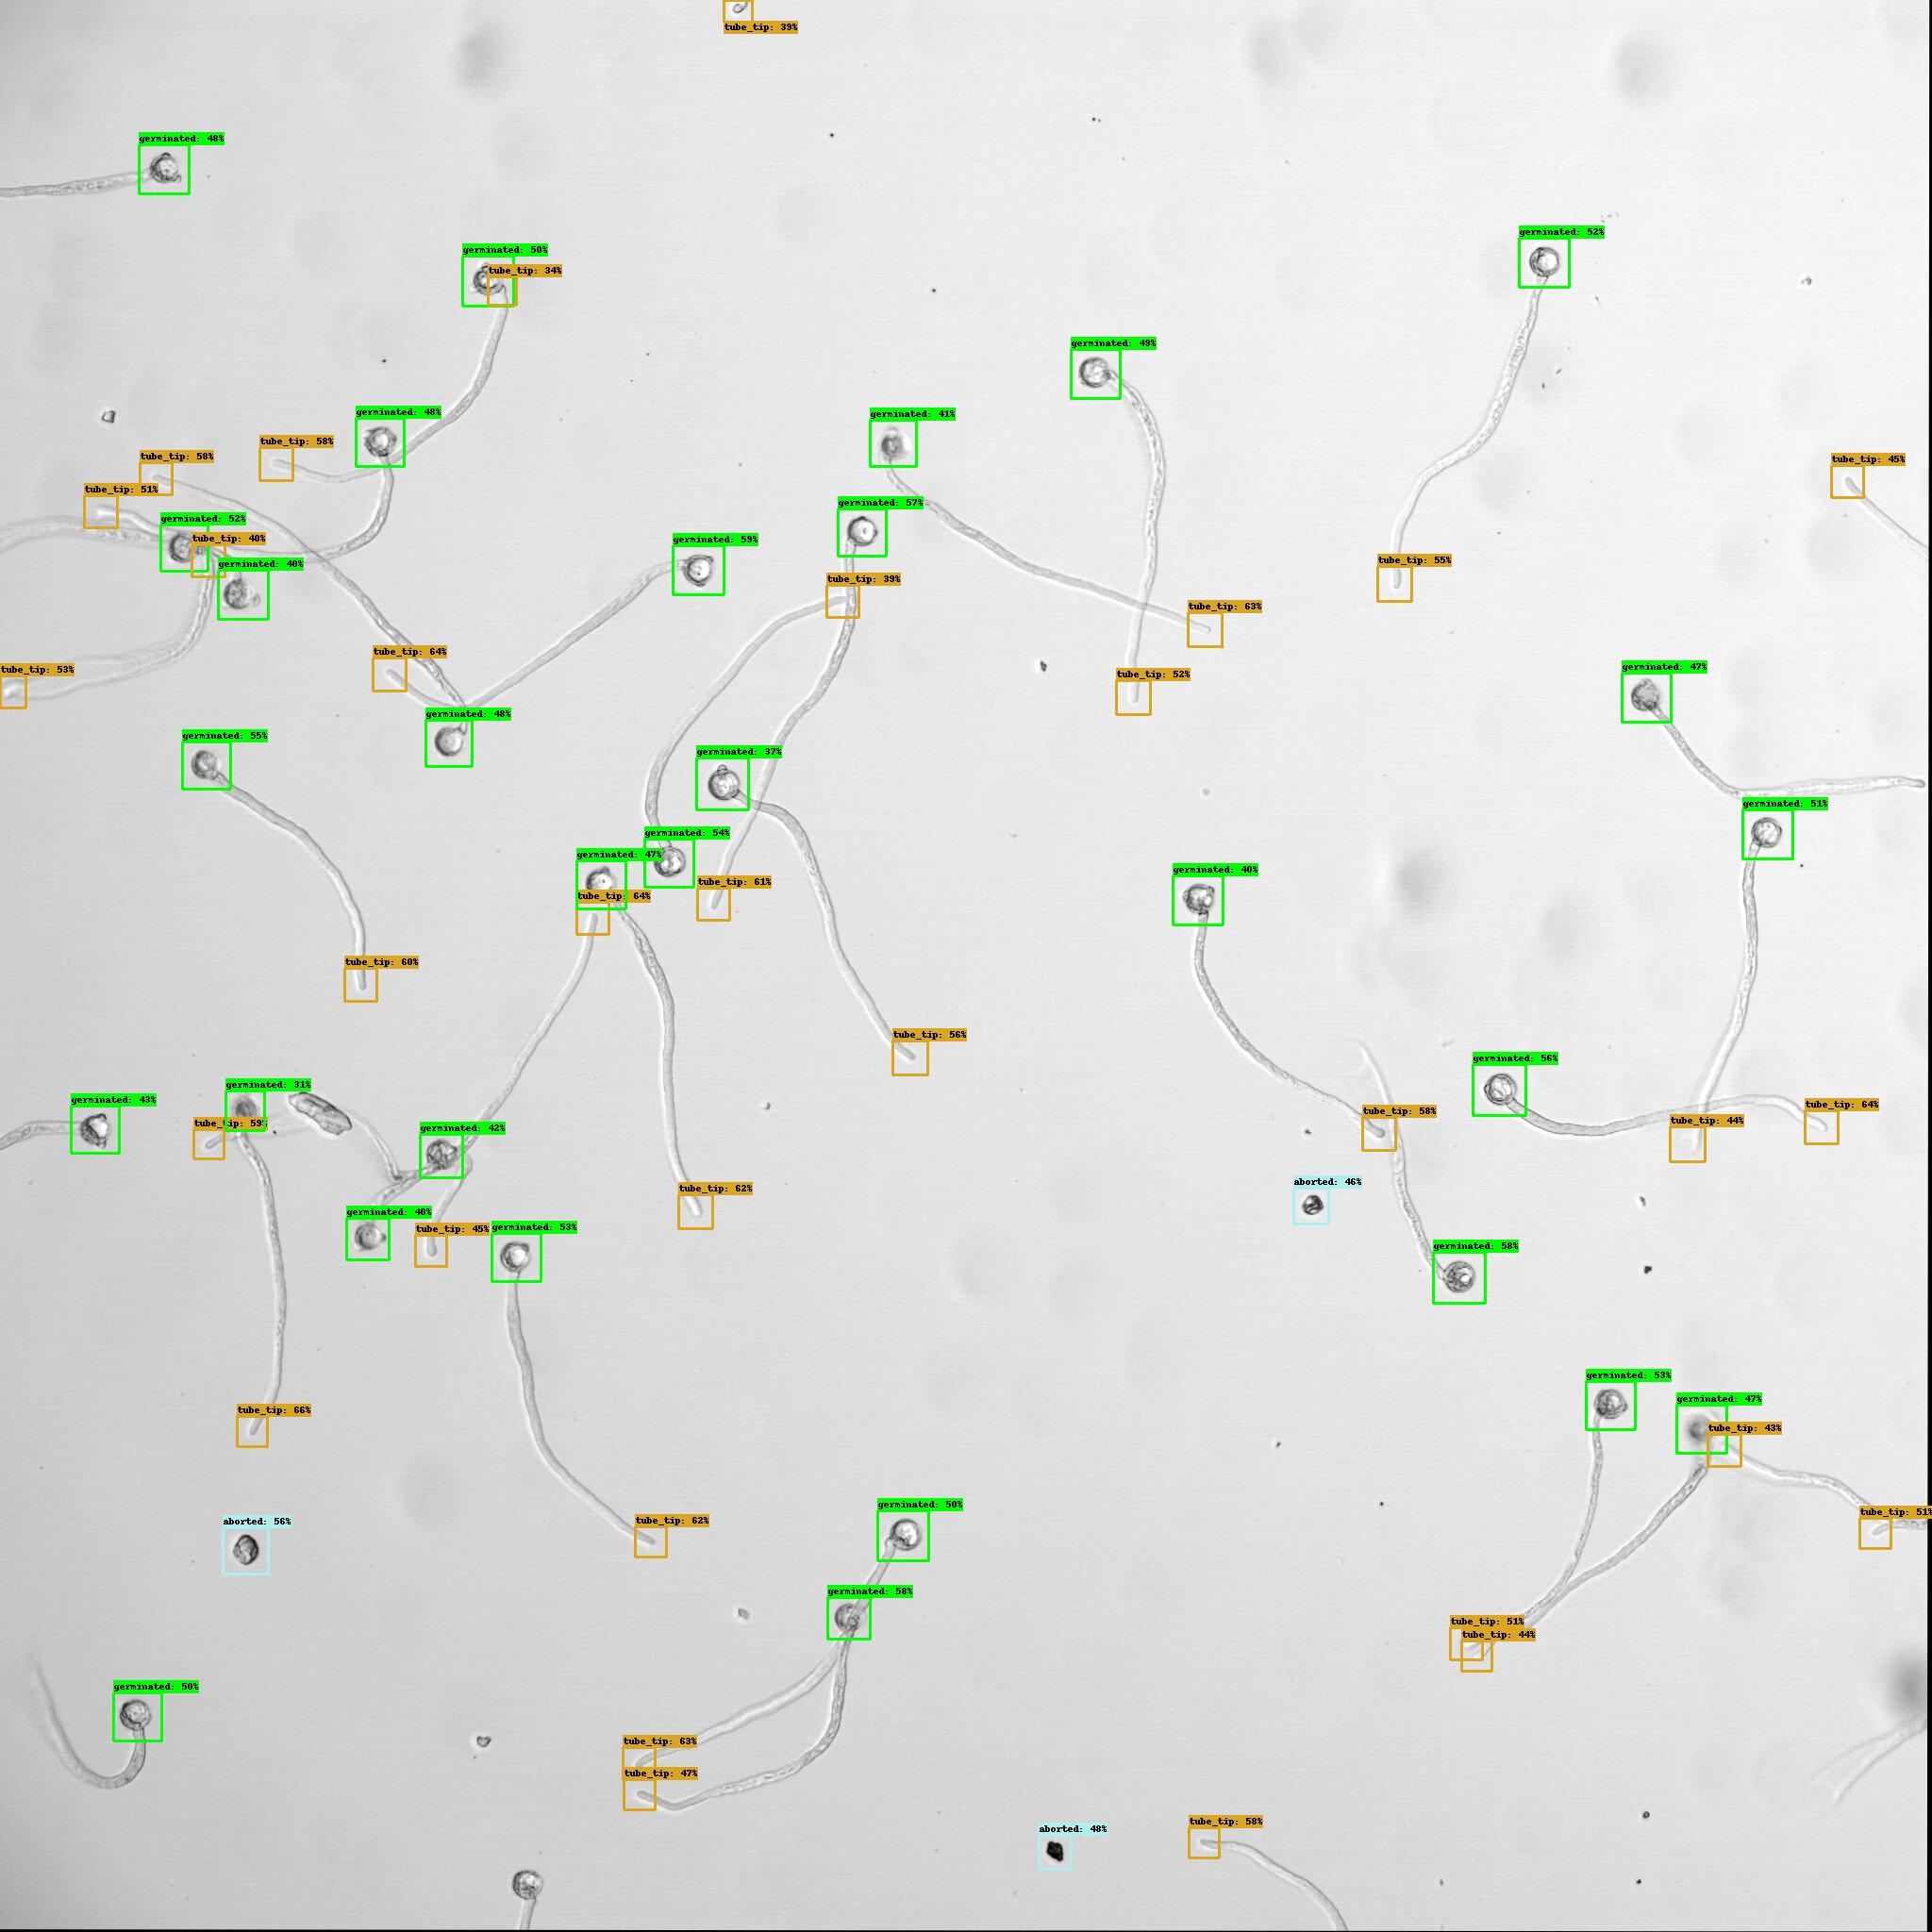 tube_tip: 39%
germinated: 48%
germinated: 52%
germinated: 50%
tube_tip: 34%
germinated: 49%
germinated: 48%
germinated: 41%
tube_tip: 58%
tube_tip: 58%
tube_tip: 45%
tube_tip: 51%
germinated: 57%
germinated: 52%
tube_tip: 40%
germinated: 59%
germinated: 40%
tube_tip: 55%
tube_tip: 39%
tube_tip: 63%
tube_tip: 64%
tube_tip: 53%
germinated: 47%
tube_tip: 52%
germinated: 48%
germinated: 55%
germinated: 37%
germinated: 51%
germinated: 54%
germinated: 47%
germinated: 40%
tube_tip: 61%
tube_tip: 64%
tube_tip: 60%
tube_tip: 56%
germinated: 56%
germinated: 31%
germinated: 43%
tube_tip: 64%
tube_tip: 58%
tube_tip: 44%
tube_tip: 59%
germinated: 42%
aborted: 46%
tube_tip: 62%
germinated: 40%
tube_tip: 45%
germinated: 53%
germinated: 58%
germinated: 53%
germinated: 47%
tube_tip: 66%
tube_tip: 43%
germinated: 50%
tube_tip: 51%
aborted: 56%
tube_tip: 62%
germinated: 58%
tube_tip: 51%
tube_tip: 44%
germinated: 50%
tube_tip: 63%
tube_tip: 47%
tube_tip: 58%
aborted: 48%